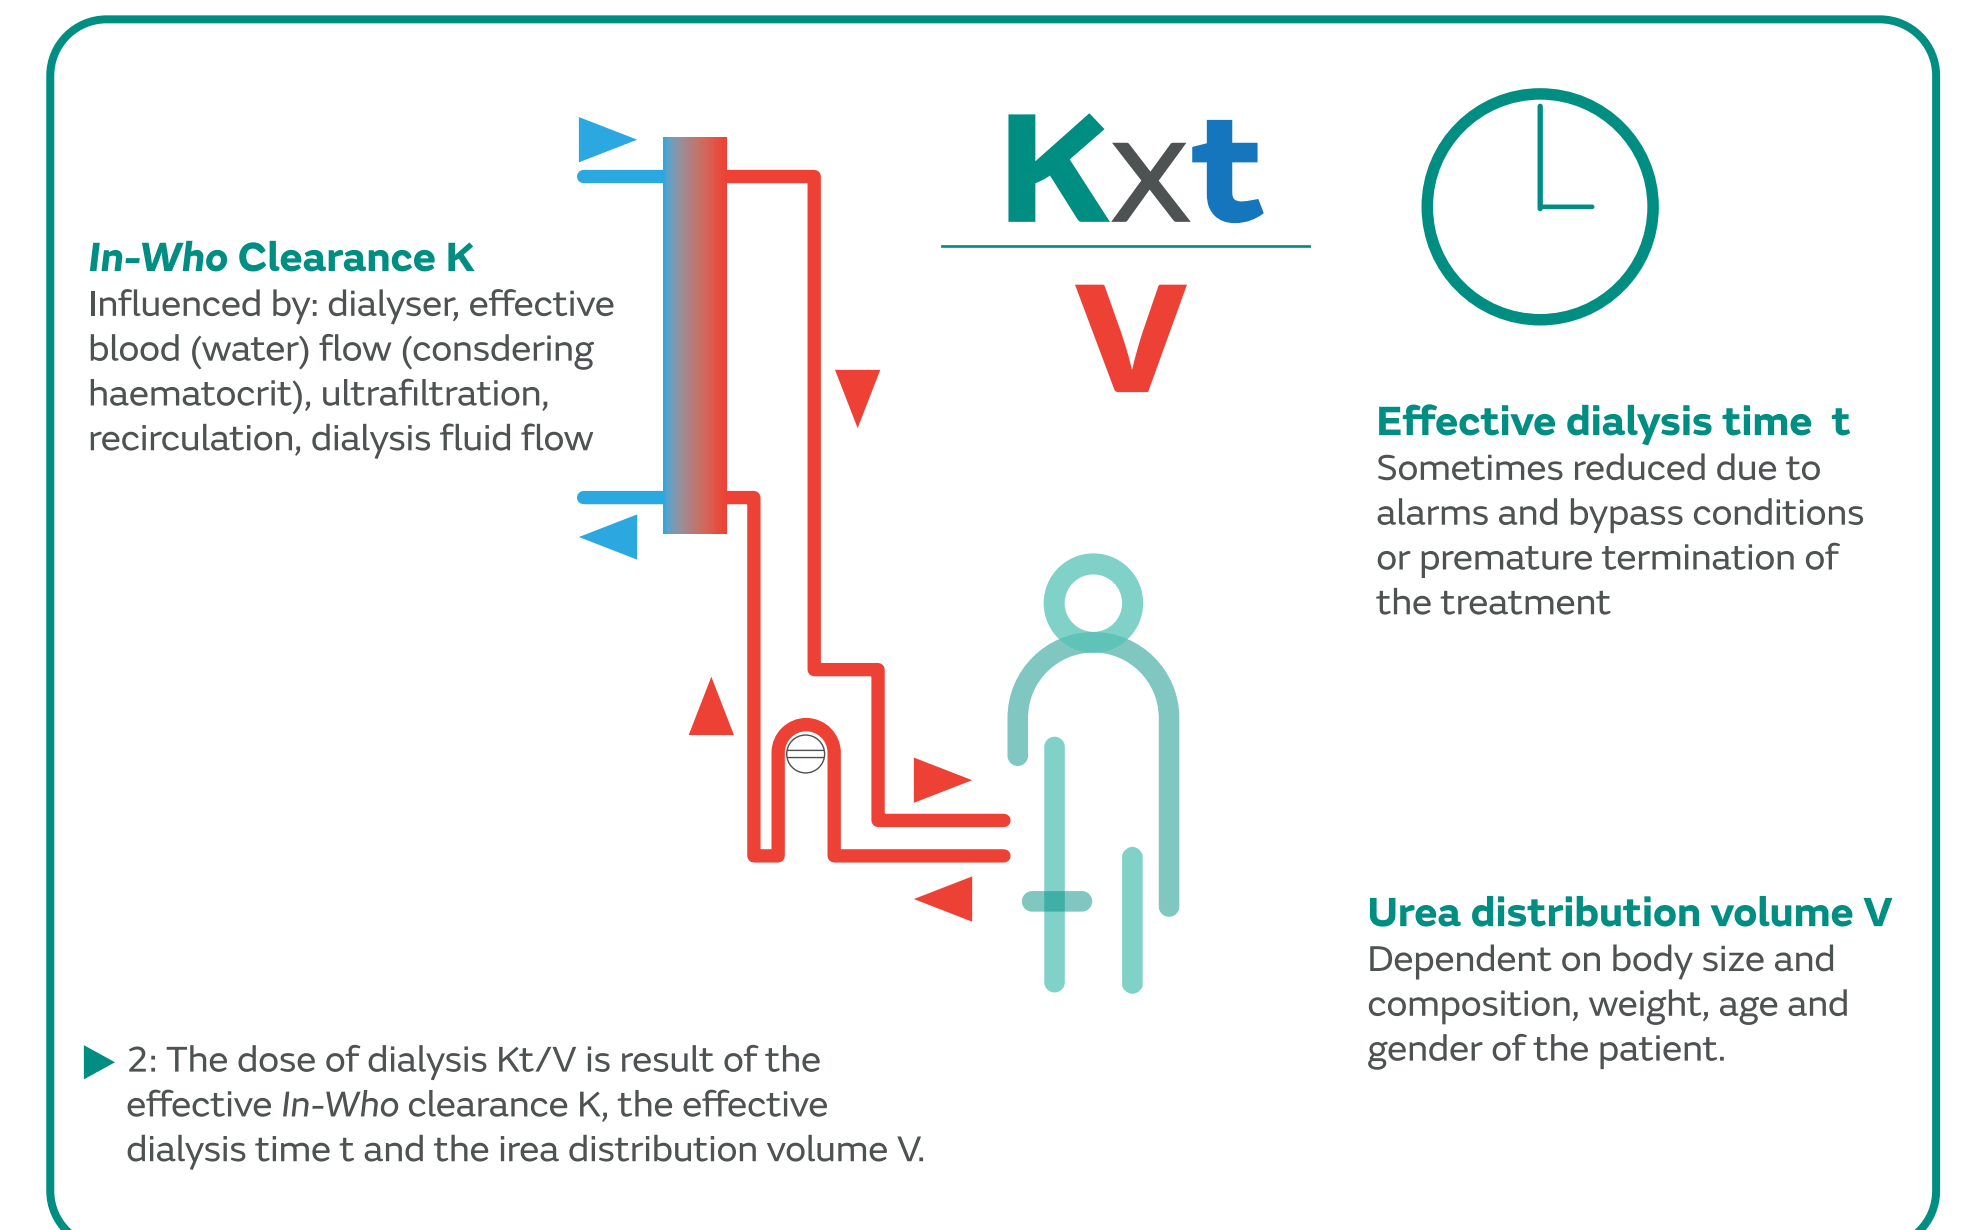 K x t
V
In-Who Clearance K
Influenced by: dialyser, effective
blood (water) flow (consdering
haematocrit), ultrafiltration,
recirculation, dialysis fluid flow
Effective dialysis time  t
Sometimes reduced due to
alarms and bypass conditions
or premature termination of
the treatment
Urea distribution volume V
Dependent on body size and
composition, weight, age and
gender of the patient.
2: The dose of dialysis Kt/V is result of the
effective In-Who clearance K, the effective
dialysis time t and the irea distribution volume V.